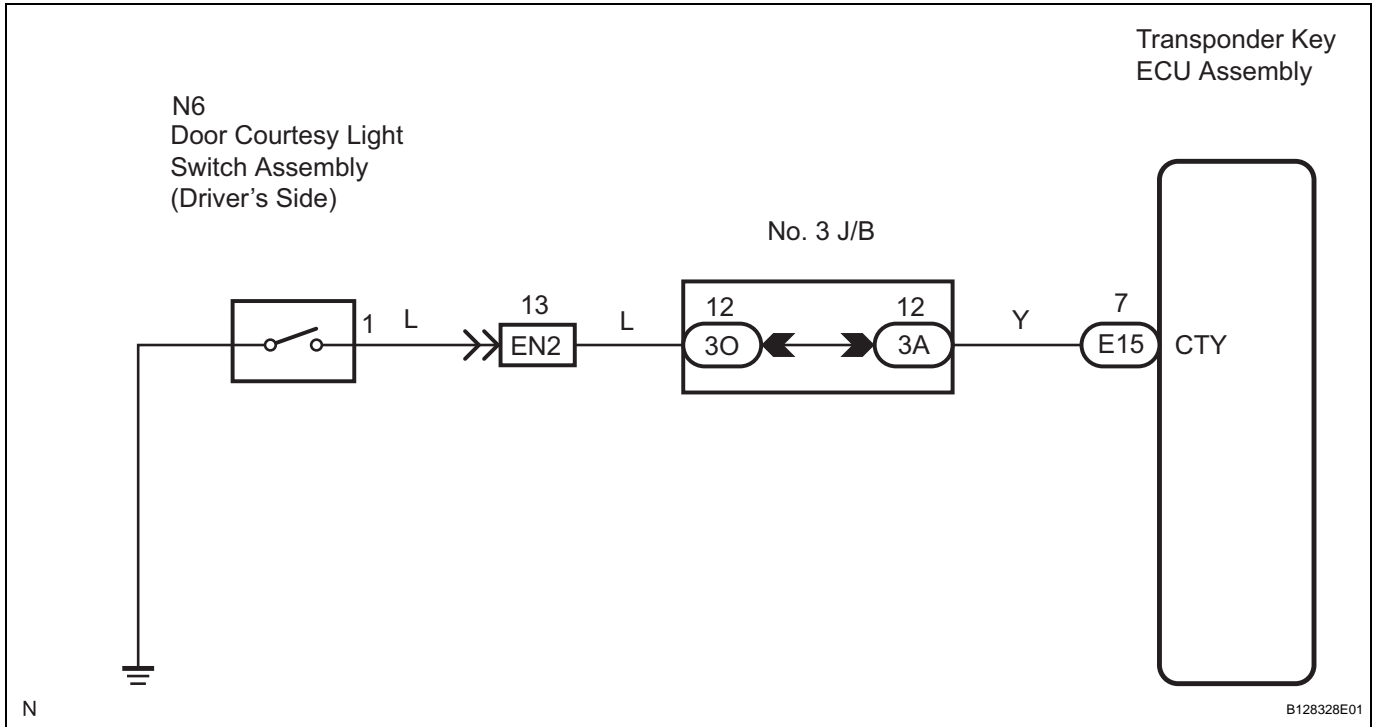 Transponder Key
ECU Assembly
N6
Door Courtesy Light
Switch Assembly
(Driver's Side)
No. 3 J/B
1
L
13
EN2
L
12
3O
12
3A
Y
7
E15
CTY
N
B128328E01